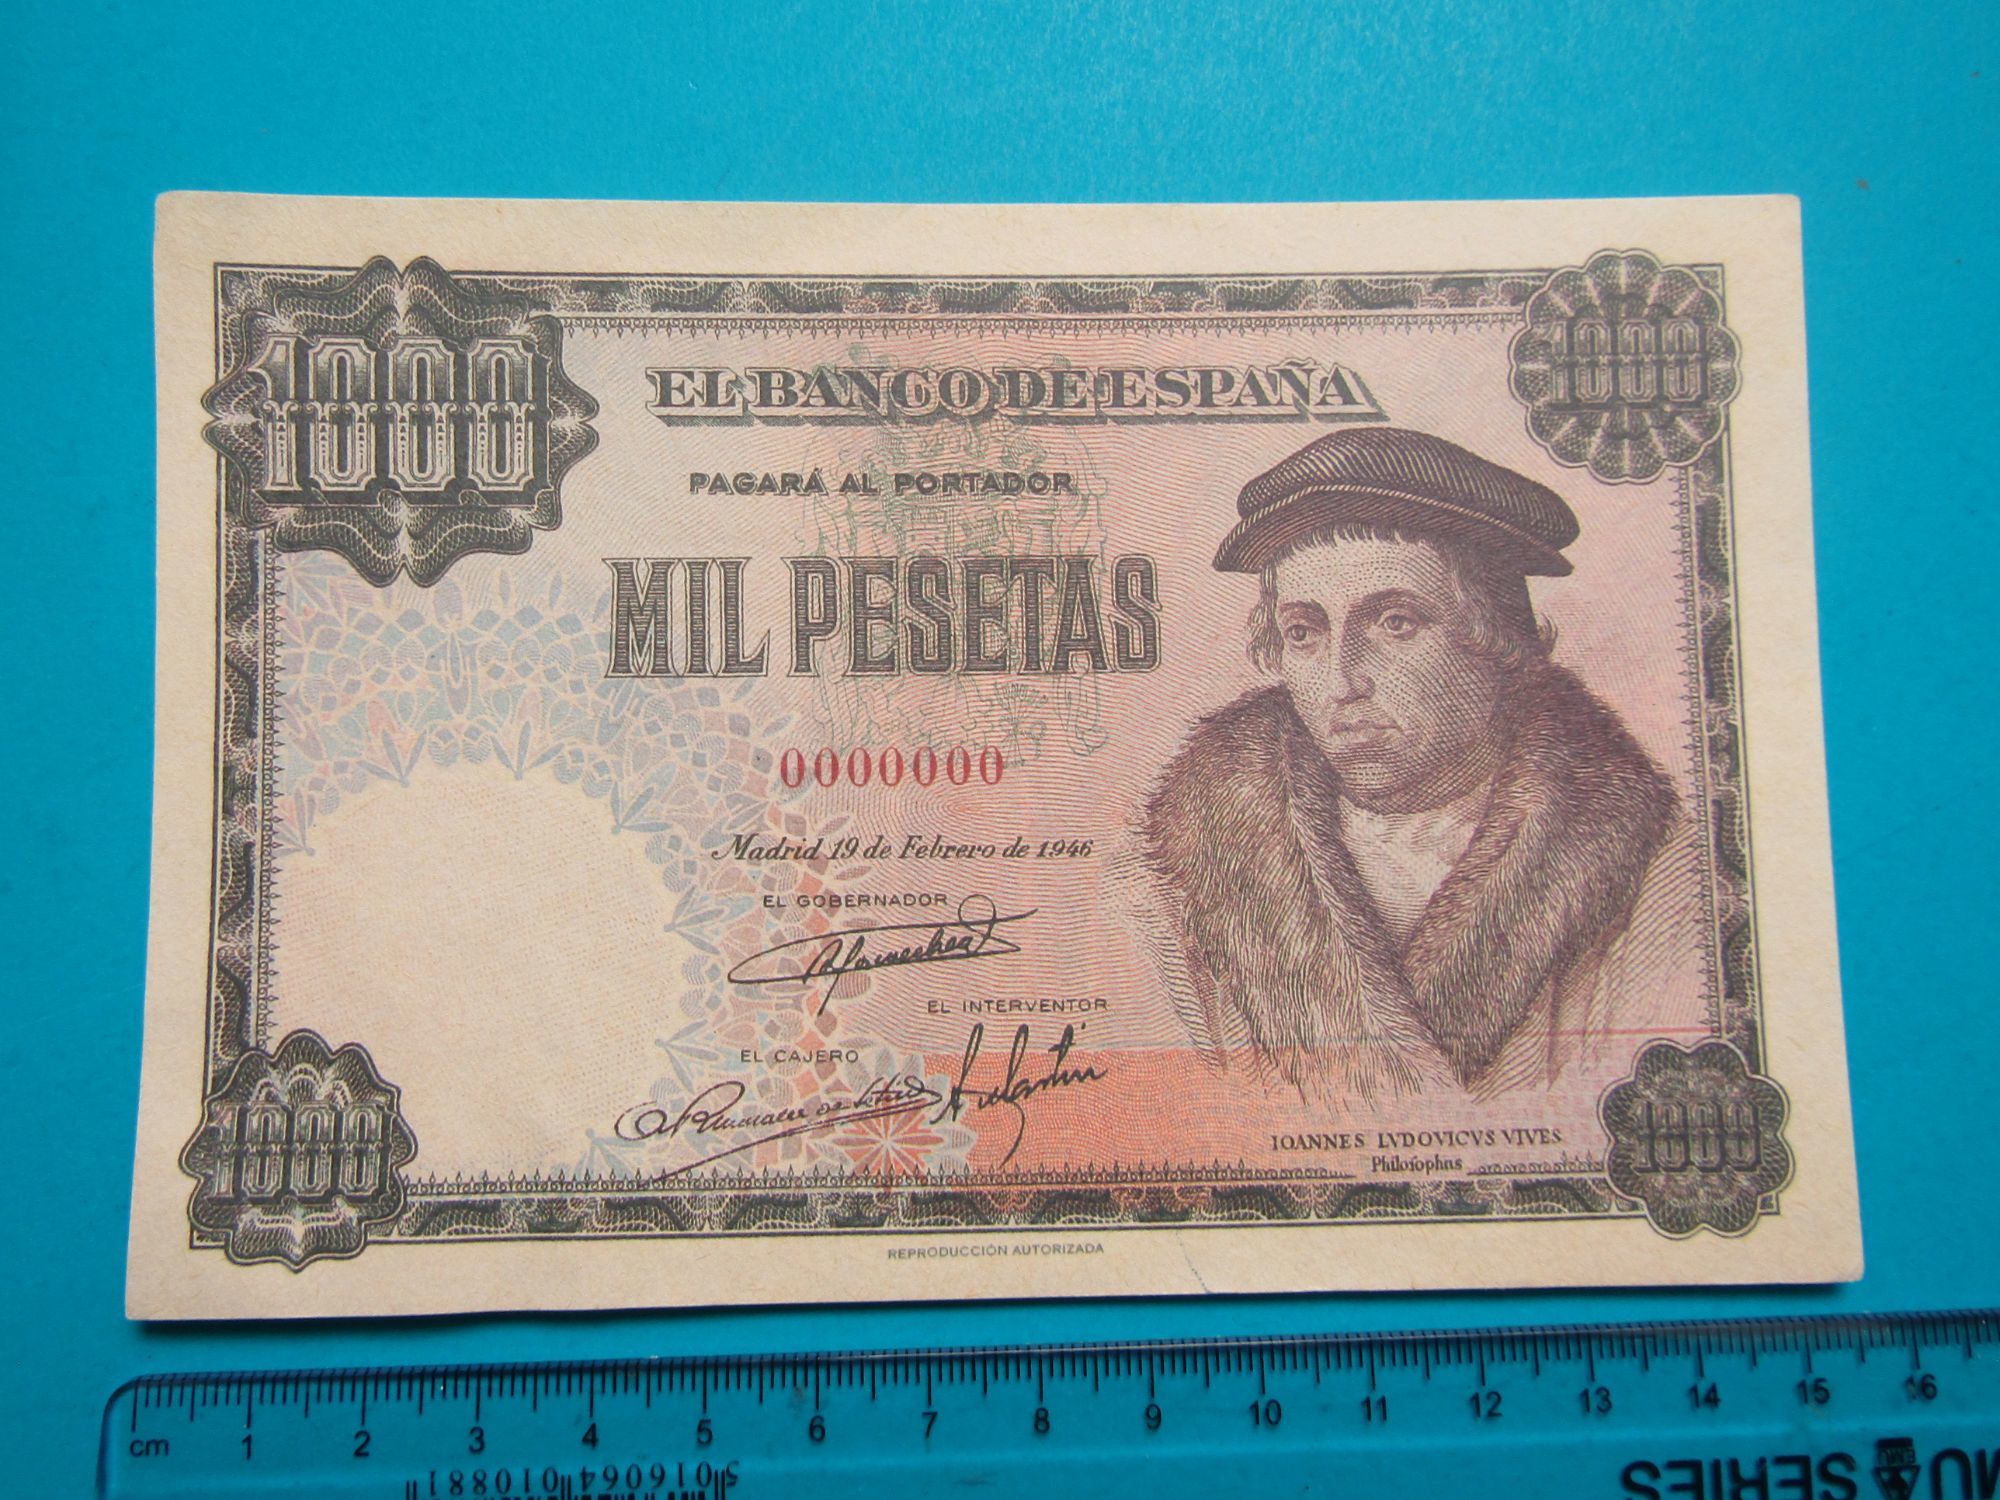 1000
1000
EL BANCO DE ESPAÑA
PAGARÁ AL PORTADOR
MIL PESETAS
0000000
Madrid 19 de Febrero de 1946
EL GOBERNADOR
EL INTERVENTOR
EL CAJERO
1000
IOANNES LVDOVICVS VIVES
Philosophus
1000
REPRODUCCIÓN AUTORIZADA
cm 1 2 3 4 5 6 7 8 9 10 11 12 13 14 15 16
5016064010881
SERIES